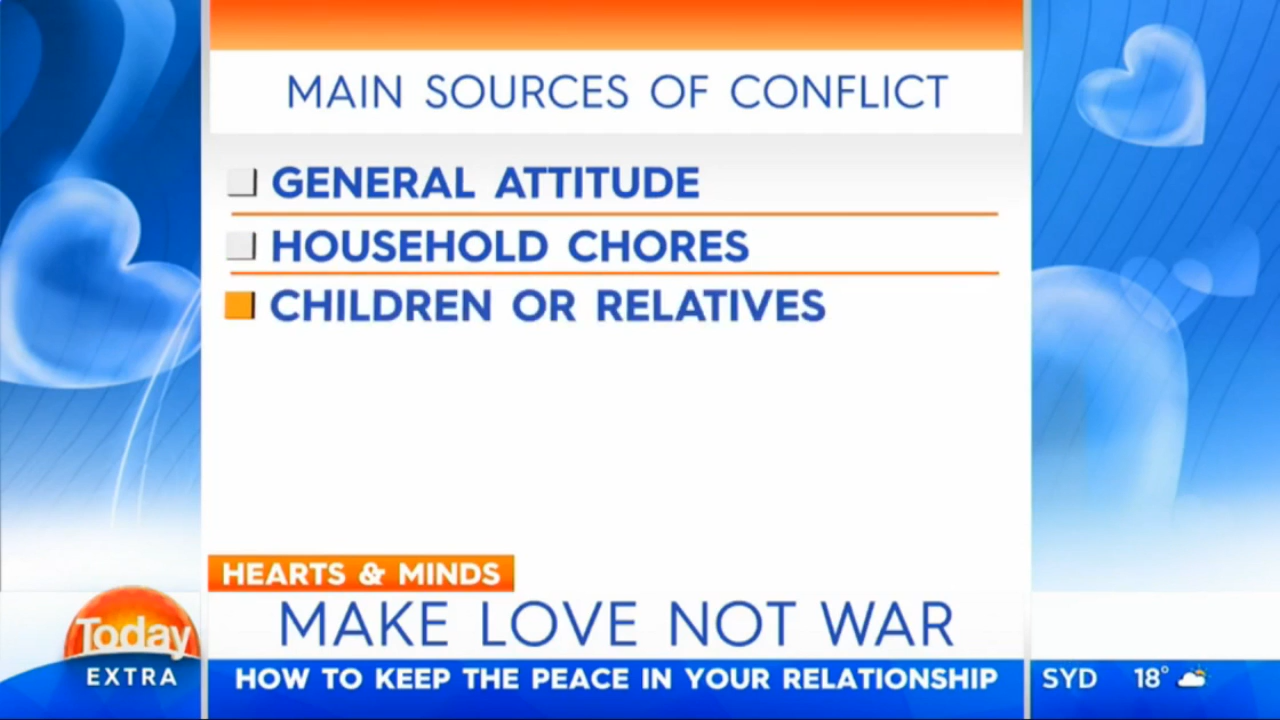 MAIN SOURCES OF CONFLICT
GENERAL ATTITUDE
HOUSEHOLD CHORES
CHILDREN OR RELATIVES
HEARTS & MINDS
MAKE LOVE NOT WAR
HOW TO KEEP THE PEACE IN YOUR RELATIONSHIP
Today
EXTRA
SYD 18°